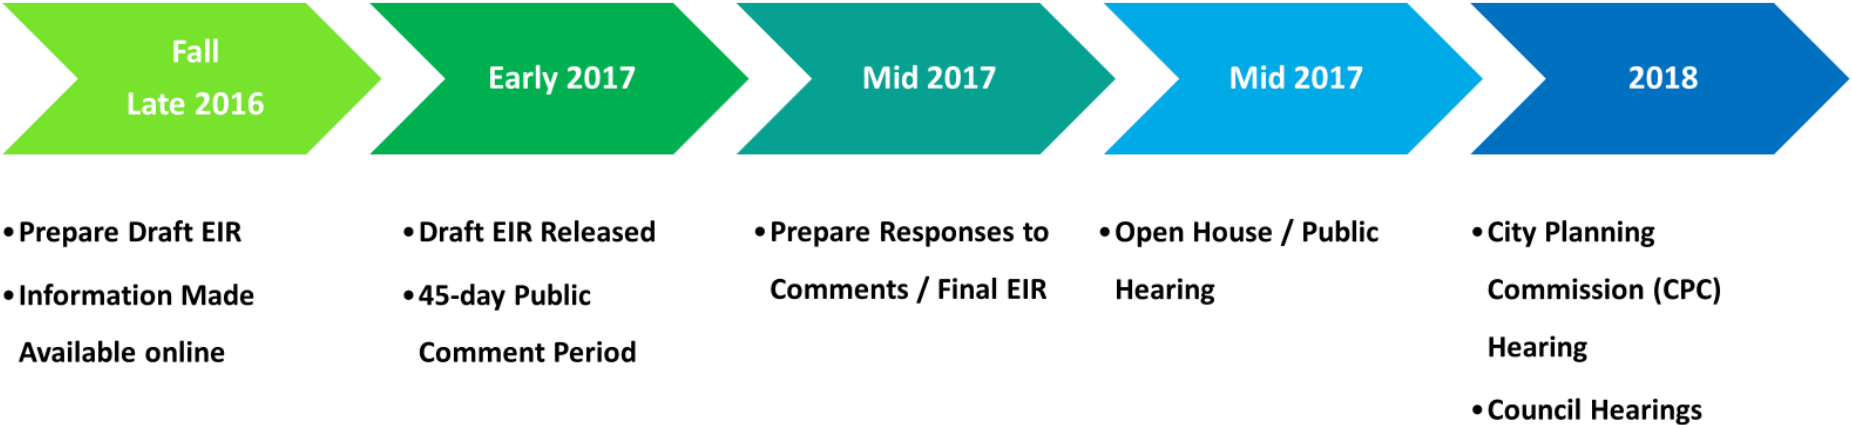 Fall
Late 2016
Early 2017
Mid 2017
Mid 2017
2018
•Prepare Draft EIR
•Information Made
Available online
•Draft EIR Released
•45-day Public
Comment Period
•Prepare Responses to
Comments / Final EIR
•Open House / Public
Hearing
•City Planning
Commission (CPC)
Hearing
•Council Hearings